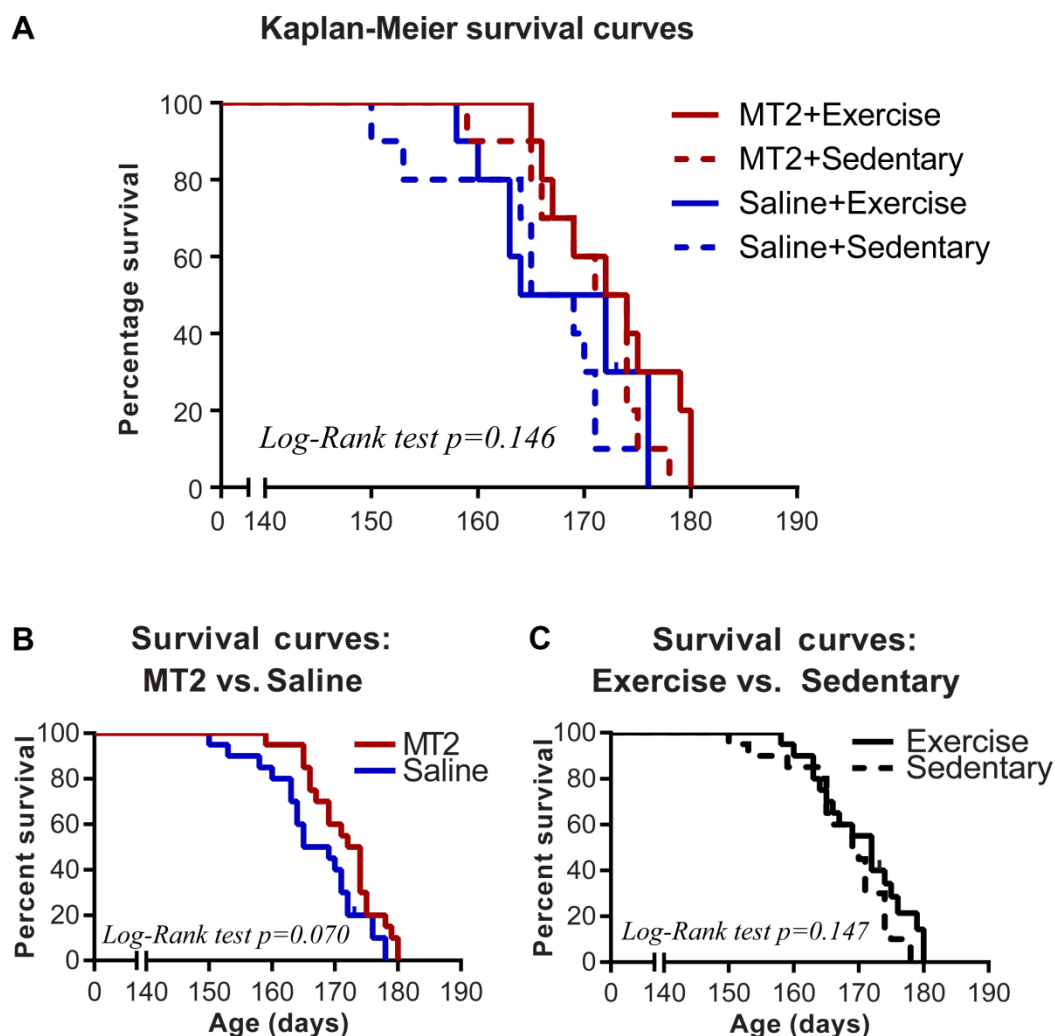 A
Kaplan-Meier survival curves
Percentage survival
100
80
60
40
20
0
MT2+Exercise
MT2+Sedentary
Saline+Exercise
Saline+Sedentary
Log-Rank test p=0.146
0 140 150 160 170 180 190
B
Survival curves:
MT2 vs. Saline
Percent survival
100
80
60
40
20
0
MT2
Saline
Log-Rank test p=0.070
0 140 150 160 170 180 190
Age (days)
C
Survival curves:
Exercise vs. Sedentary
Percent survival
100
80
60
40
20
0
Exercise
Sedentary
Log-Rank test p=0.147
0 140 150 160 170 180 190
Age (days)